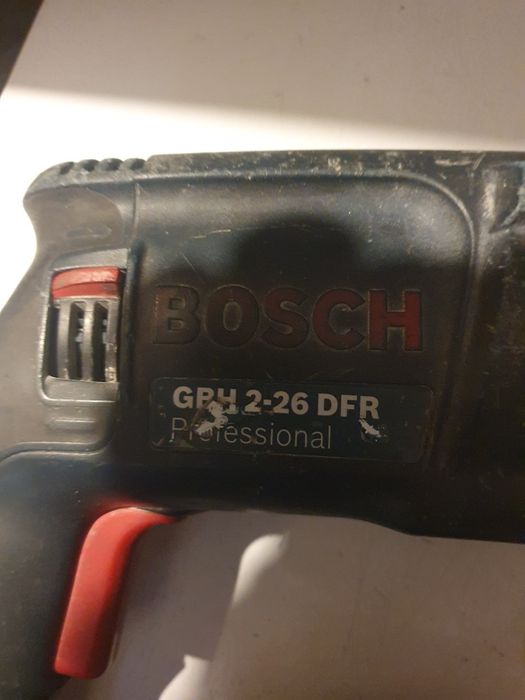 BOSCH
GBH 2-26 DFR
Professional